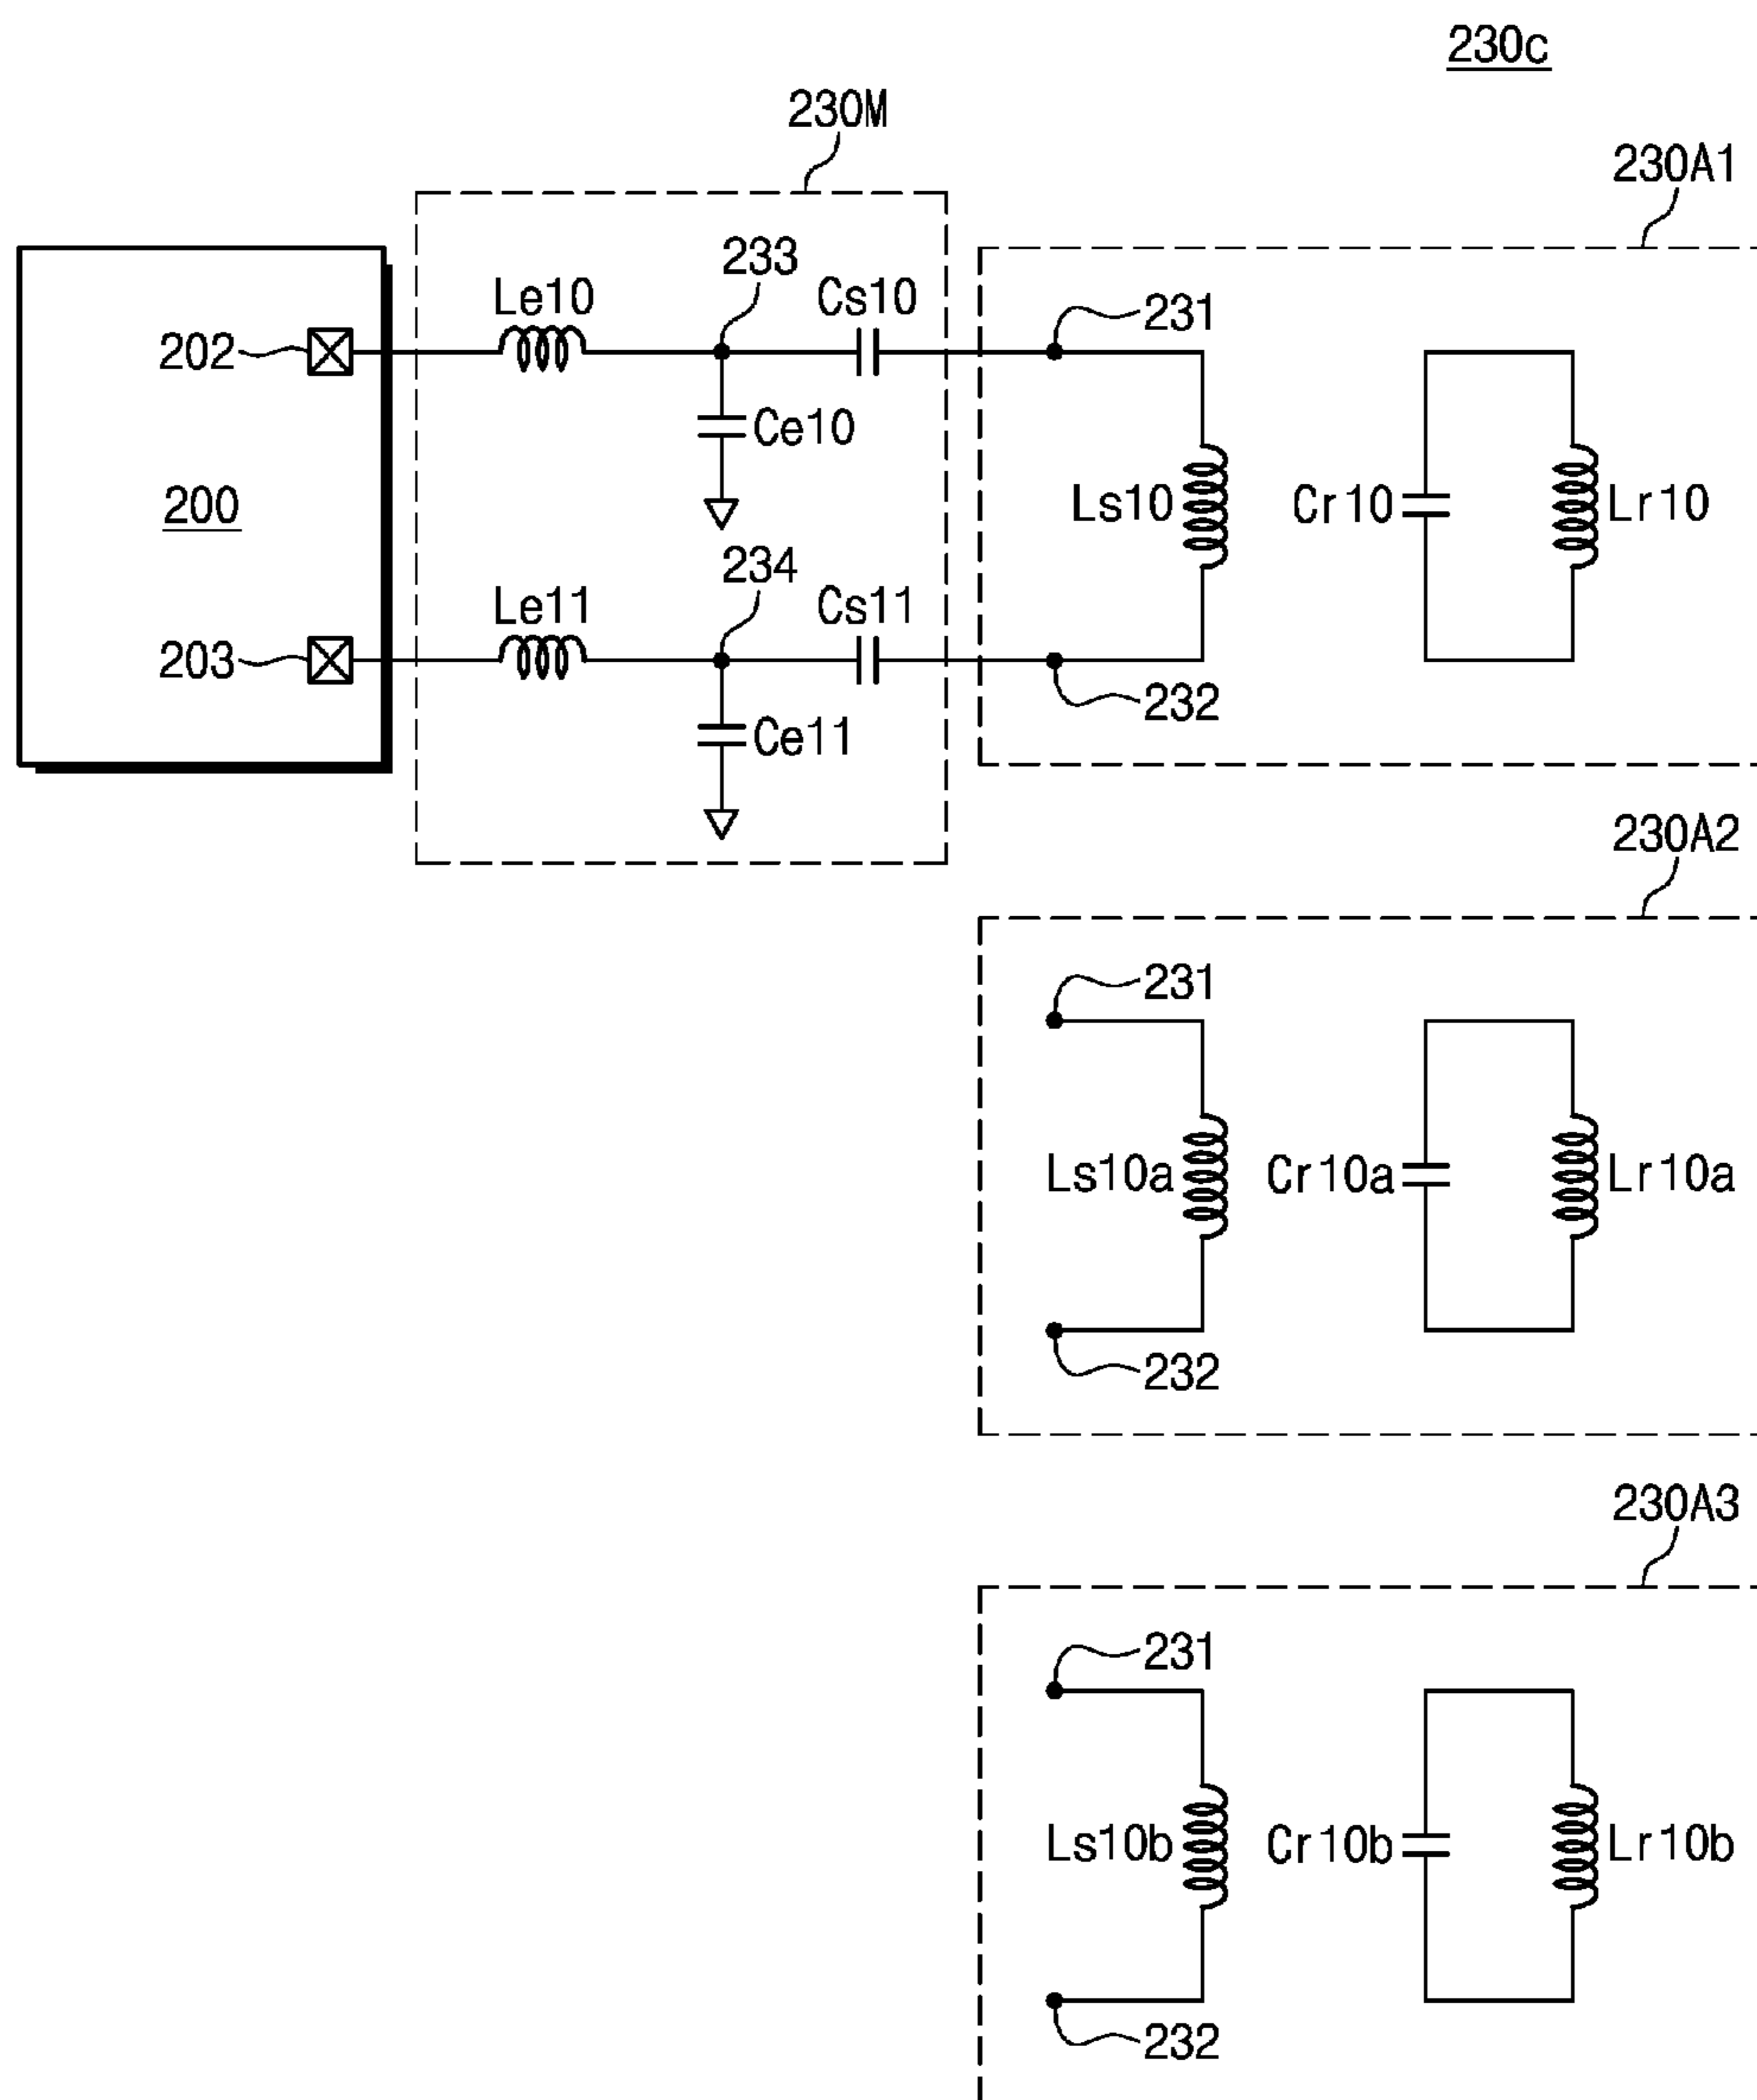 230c
230M
230A1
233
Le10
Cs10
231
202
Ce10
200
Ls10
Cr10
Lr10
234
Le11
Cs11
203
232
Ce11
230A2
231
Ls10a
Cr10a
Lr10a
232
230A3
231
Ls10b
Cr10b
Lr10b
232